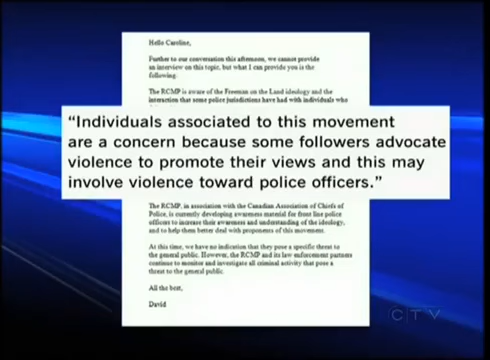 Hello Caroline,
Further to our conversation this afternoon, we cannot provide
an interview on this topic, but what I can provide you is the
following:
The RCMP is aware of the Freeman on the Land ideology and the
interaction that some police jurisdictions have had with individuals who
“Individuals associated to this movement
are a concern because some followers advocate
violence to promote their views and this may
involve violence toward police officers.”
The RCMP, in association with the Canadian Association of Chiefs of
Police, is currently developing awareness material for front line police
officers to increase their awareness and understanding of the ideology,
and to help them better deal with proponents of this movement.
At this time, we have no indication that they pose a specific threat to
the general public. However, the RCMP and its law enforcement partners
continue to monitor and investigate all criminal activity that pose a
threat to the general public.
All the best,
David
CTV